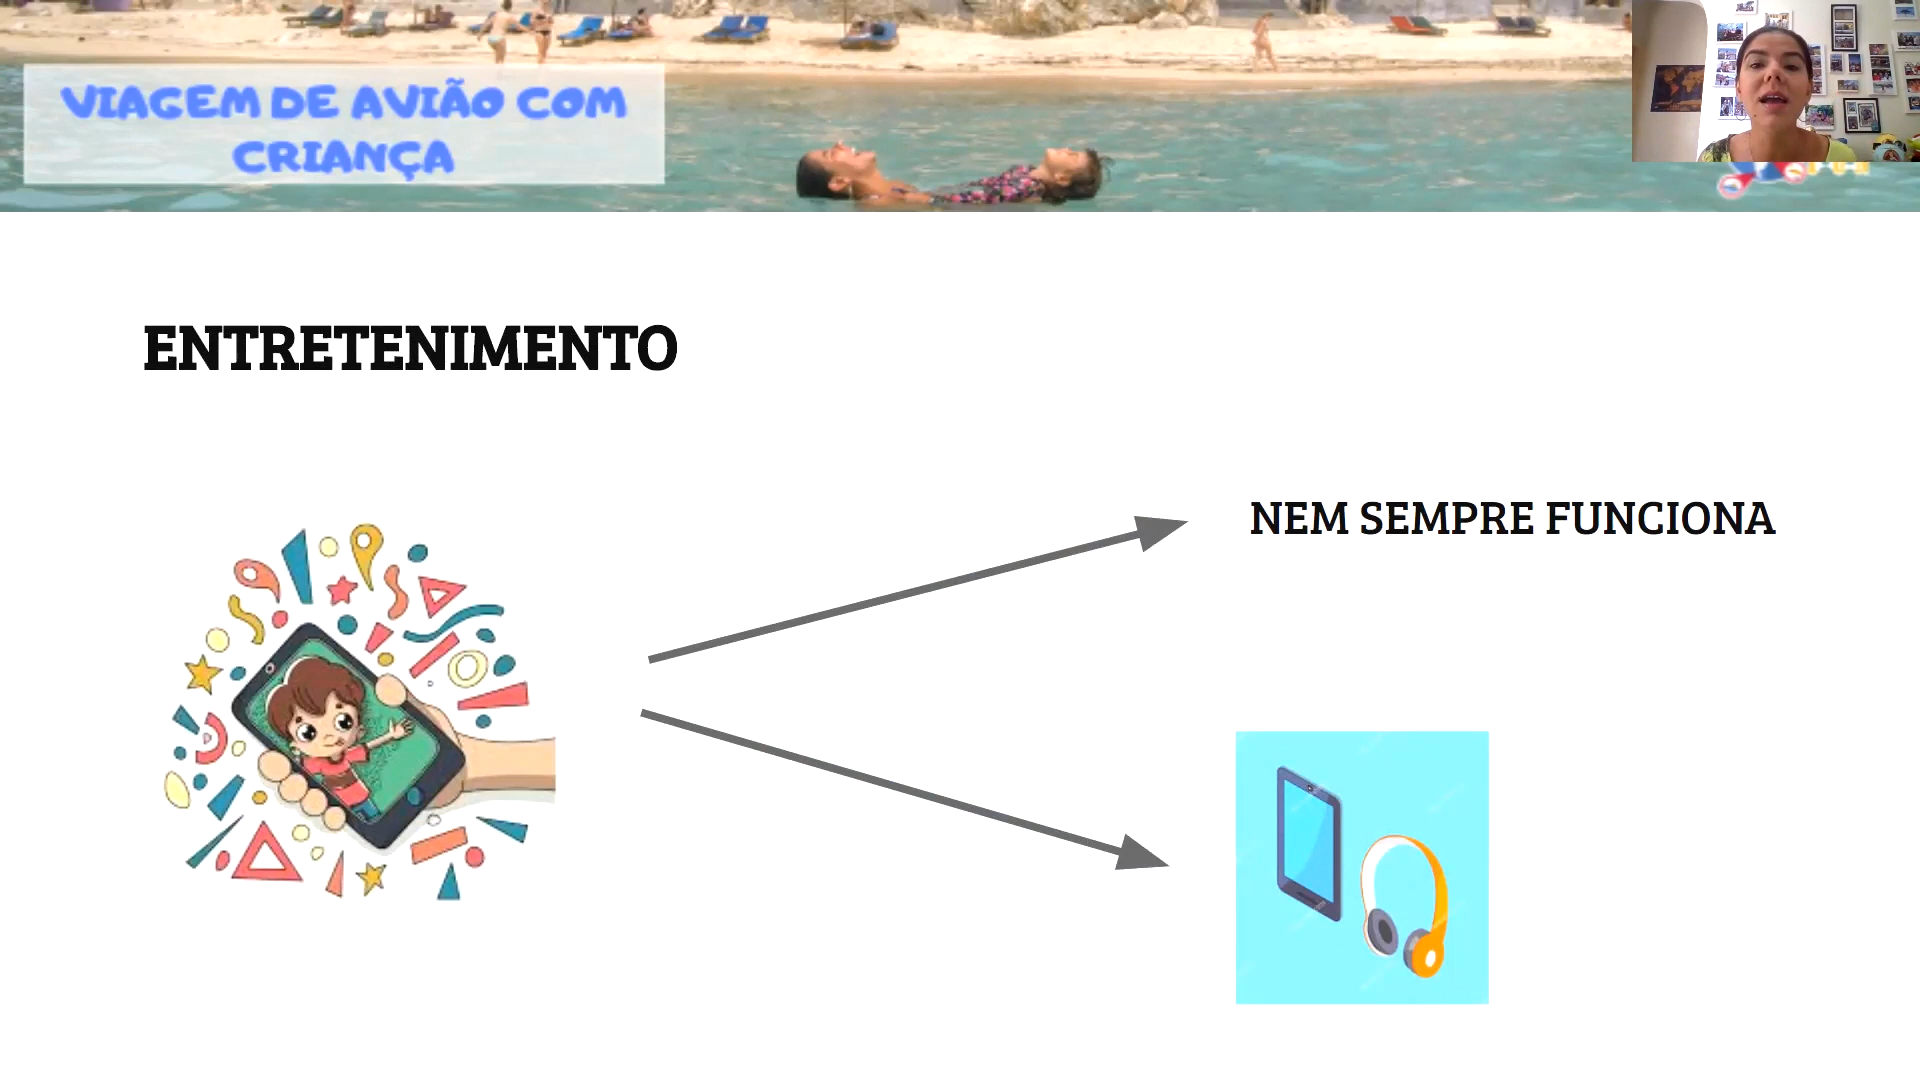 VIAGEM DE AVIÃO COM
CRIANÇA
ENTRETENIMENTO
NEM SEMPRE FUNCIONA